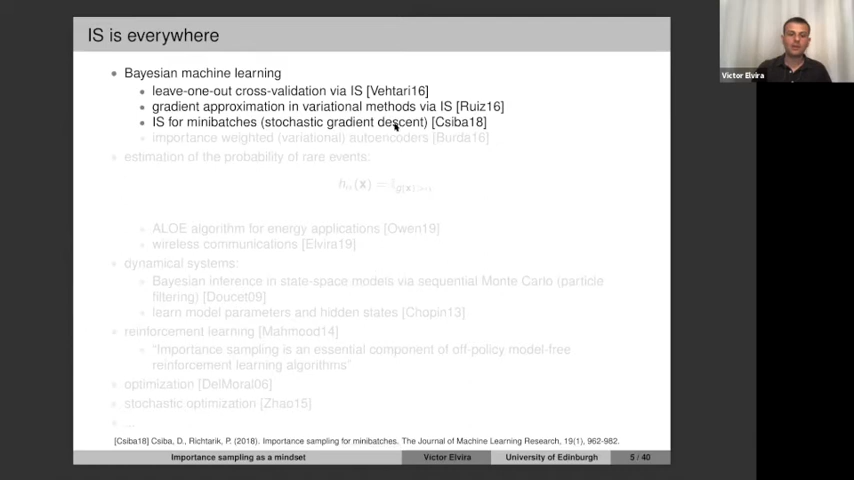 IS is everywhere
Bayesian machine learning
leave-one-out cross-validation via IS [Vehtari16]
gradient approximation in variational methods via IS [Ruiz16]
IS for minibatches (stochastic gradient descent) [Csiba18]
importance weighted (variational) autoencoders [Burda16]
estimation of the probability of rare events:
ALOE algorithm for energy applications [Owen19]
wireless communications [Elvira19]
dynamical systems:
Bayesian inference in state-space models via sequential Monte Carlo (particle
filtering) [Doucet09]
learn model parameters and hidden states [Chopin13]
reinforcement learning [Mahmood14]
“Importance sampling is an essential component of off-policy model-free
reinforcement learning algorithms”
optimization [DelMoral06]
stochastic optimization [Zhao15]
...
[Csiba18] Csiba, D., Richtarik, P. (2018). Importance sampling for minibatches. The Journal of Machine Learning Research, 19(1), 962-982.
Importance sampling as a mindset
Victor Elvira
University of Edinburgh
5 / 40
Victor Elvira